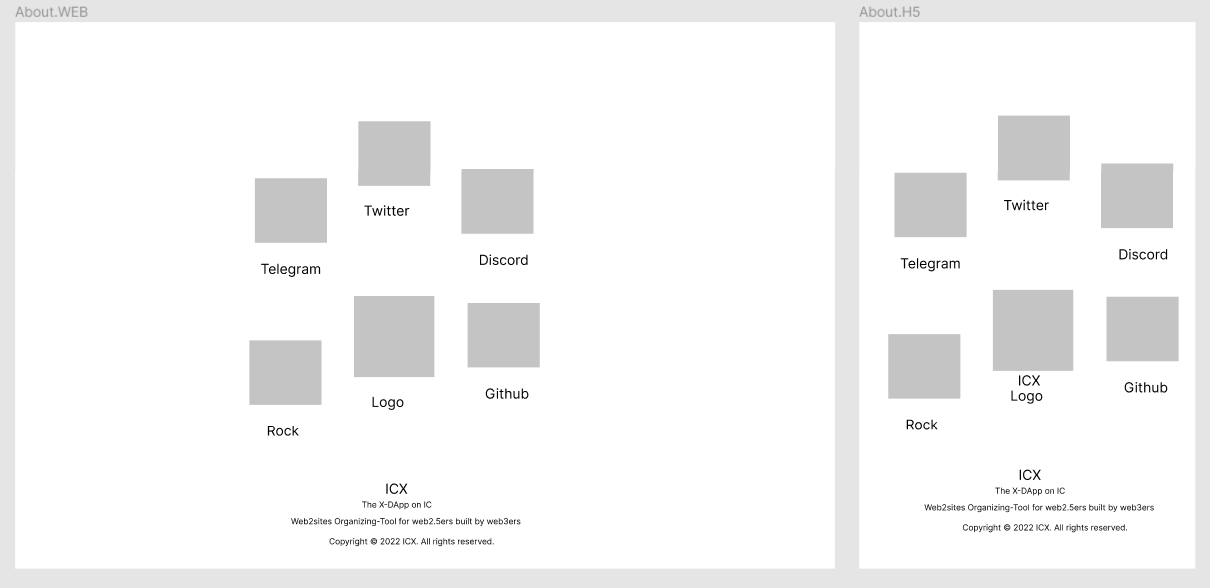 About.WEB
Twitter
Discord
Telegram
Github
Logo
Rock
ICX
The X-DApp on IC
Web2sites Organizing-Tool for web2.5ers built by web3ers
Copyright © 2022 ICX. All rights reserved.
About.H5
Twitter
Discord
Telegram
ICX
Logo
Github
Rock
ICX
The X-DApp on IC
Web2sites Organizing-Tool for web2.5ers built by web3ers
Copyright © 2022 ICX. All rights reserved.